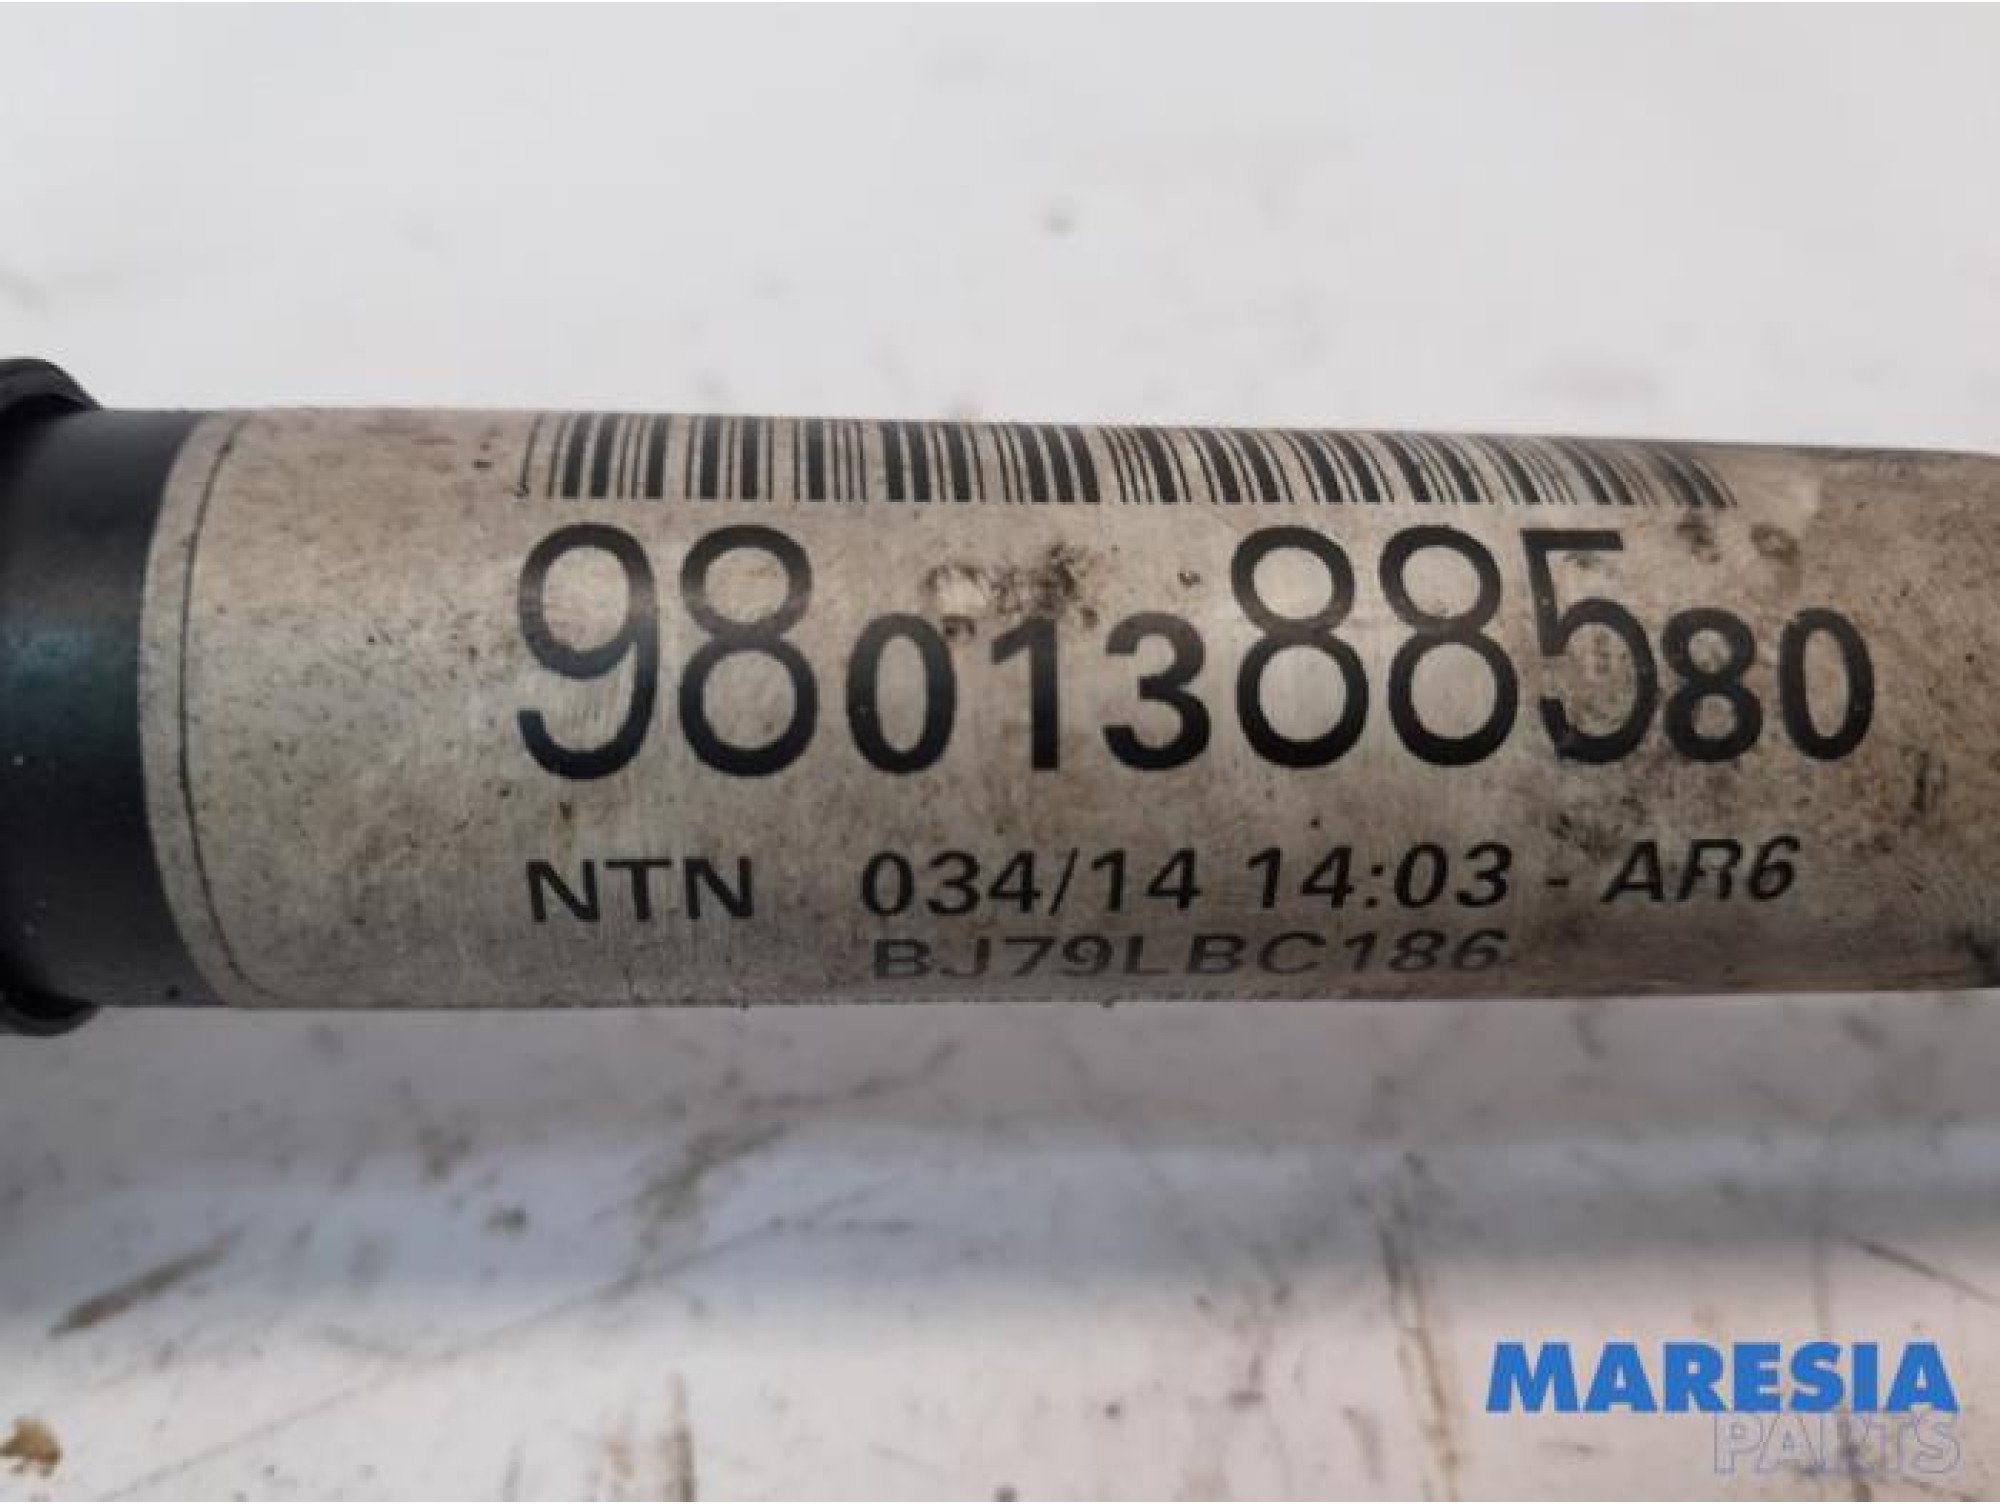 9801388580
NTN 034/14 14:03 - AR6
BJ79LBC186
MARESIA
PARTS